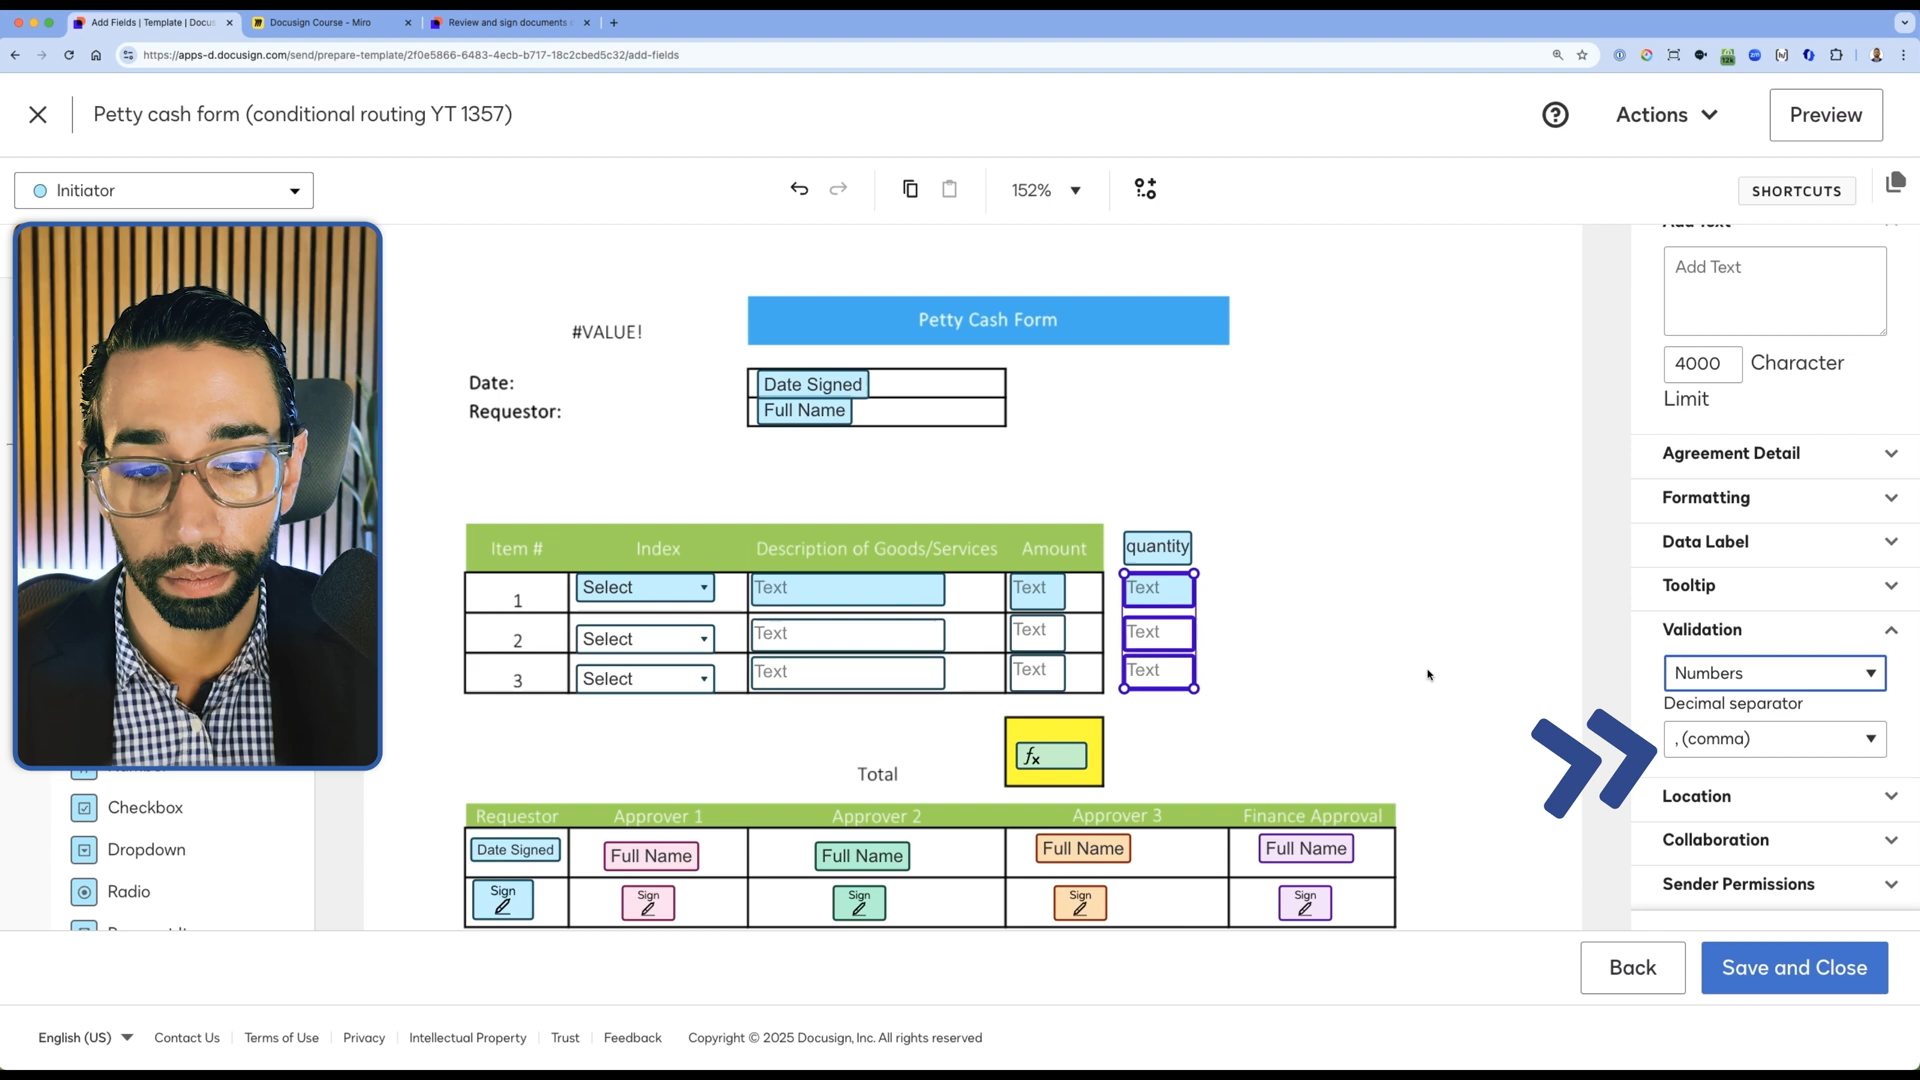 Add Fields | Template | Docus
Docusign Course - Miro
Review and sign documents
https://apps-d.docusign.com/send/prepare-template/2f0e5866-6483-4ecb-b717-18c2cbed5c32/add-fields
Petty cash form (conditional routing YT 1357)
Actions
Preview
Initiator
152%
SHORTCUTS
Add Text
Add Text
4000 Character
Limit
Agreement Detail
Formatting
Data Label
Tooltip
Validation
Numbers
Decimal separator
, (comma)
Location
Collaboration
Sender Permissions
#VALUE!
Petty Cash Form
Date: Date Signed
Requestor: Full Name
Item # Index Description of Goods/Services Amount quantity
1 Select Text Text Text
2 Select Text Text Text
3 Select Text Text Text
Total fx
Requestor Approver 1 Approver 2 Approver 3 Finance Approval
Date Signed Full Name Full Name Full Name Full Name
Sign Sign Sign Sign Sign
Checkbox
Dropdown
Radio
Back
Save and Close
English (US) Contact Us Terms of Use Privacy Intellectual Property Trust Feedback Copyright © 2025 Docusign, Inc. All rights reserved